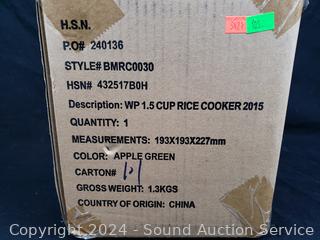 H.S.N.
P.O# 240136
STYLE# BMRC0030
HSN# 432517B0H
Description: WP 1.5 CUP RICE COOKER 2015
QUANTITY: 1
MEASUREMENTS: 193X193X227mm
COLOR: APPLE GREEN
CARTON#
GROSS WEIGHT: 1.3KGS
COUNTRY OF ORIGIN: CHINA
Copyright 2024 - Sound Auction Service